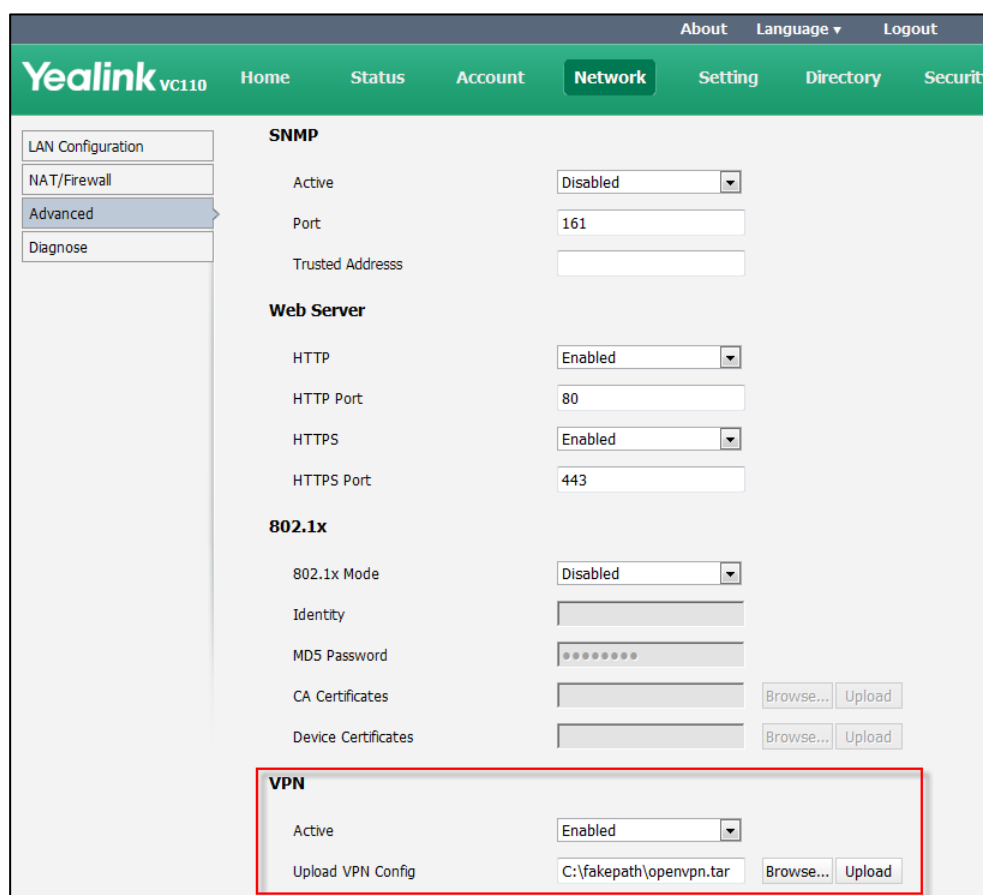 About Language ▾ Logout
Yealink VC110 Home Status Account Network Setting Directory Securit
LAN Configuration
NAT/Firewall
Advanced
Diagnose
SNMP
Active Disabled
Port 161
Trusted Addresss
Web Server
HTTP Enabled
HTTP Port 80
HTTPS Enabled
HTTPS Port 443
802.1x
802.1x Mode Disabled
Identity
MD5 Password ●●●●●●●●
CA Certificates Browse... Upload
Device Certificates Browse... Upload
VPN
Active Enabled
Upload VPN Config C:\fakepath\openvpn.tar Browse... Upload